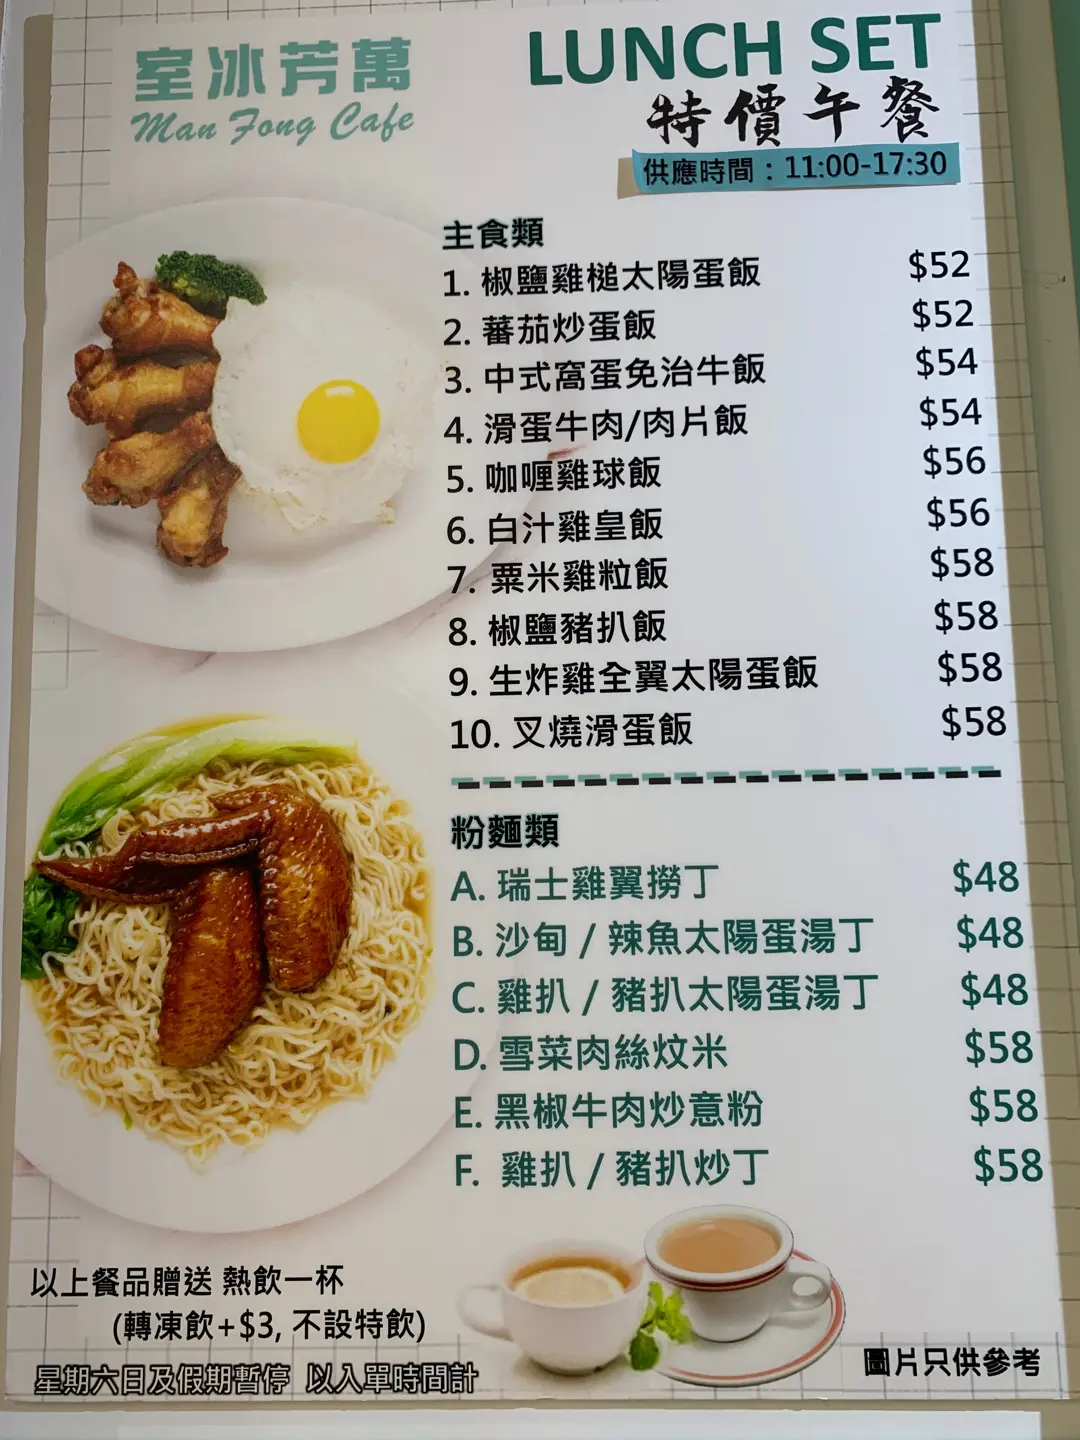 室冰芳萬
Man Fong Cafe
LUNCH SET
特價午餐
供應時間：11:00-17:30
主食類
1. 椒鹽雞槌太陽蛋飯 $52
2. 蕃茄炒蛋飯 $52
3. 中式窩蛋免治牛飯 $54
4. 滑蛋牛肉/肉片飯 $54
5. 咖喱雞球飯 $56
6. 白汁雞皇飯 $56
7. 粟米雞粒飯 $58
8. 椒鹽豬扒飯 $58
9. 生炸雞全翼太陽蛋飯 $58
10. 叉燒滑蛋飯 $58
粉麵類
A. 瑞士雞翼撈丁 $48
B. 沙甸 / 辣魚太陽蛋湯丁 $48
C. 雞扒 / 豬扒太陽蛋湯丁 $48
D. 雪菜肉絲炆米 $58
E. 黑椒牛肉炒意粉 $58
F. 雞扒 / 豬扒炒丁 $58
以上餐品贈送 熱飲一杯
(轉凍飲+$3, 不設特飲)
星期六日及假期暫停 以入單時間計
圖片只供參考